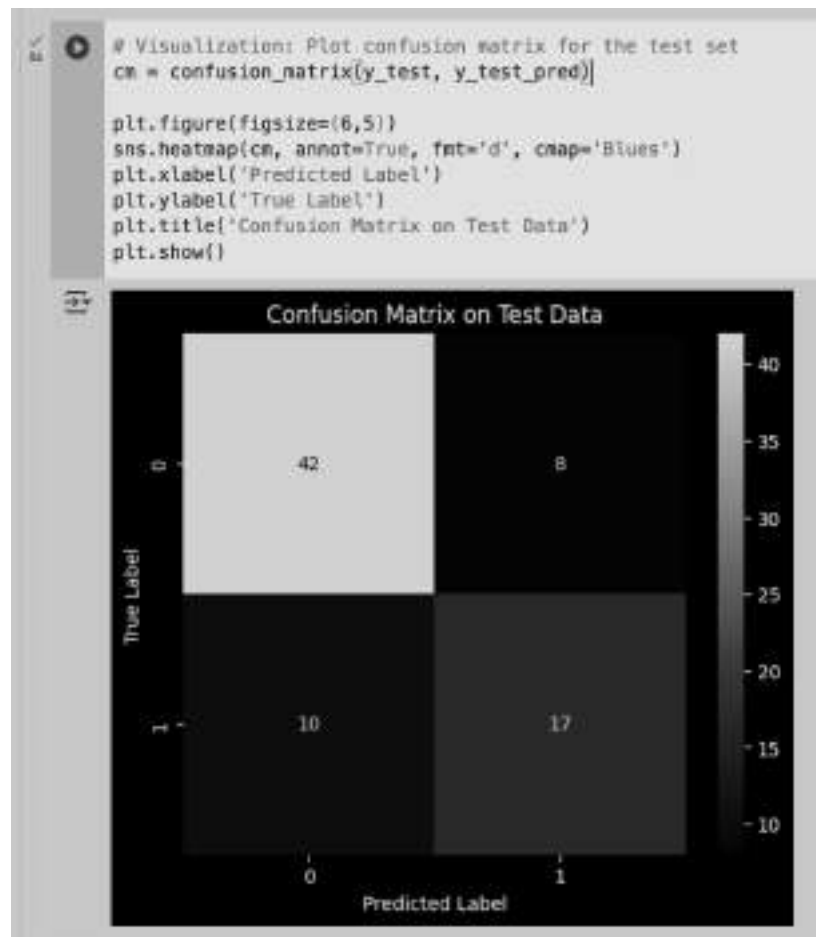 # Visualization: Plot confusion matrix for the test set
cm = confusion_matrix(y_test, y_test_pred)
plt.figure(figsize=(6,5))
sns.heatmap(cm, annot=True, fmt='d', cmap='Blues')
plt.xlabel('Predicted Label')
plt.ylabel('True Label')
plt.title('Confusion Matrix on Test Data')
plt.show()
Confusion Matrix on Test Data
40
42
8
35
0
30
True Label
25
20
10
17
1
15
10
0
1
Predicted Label